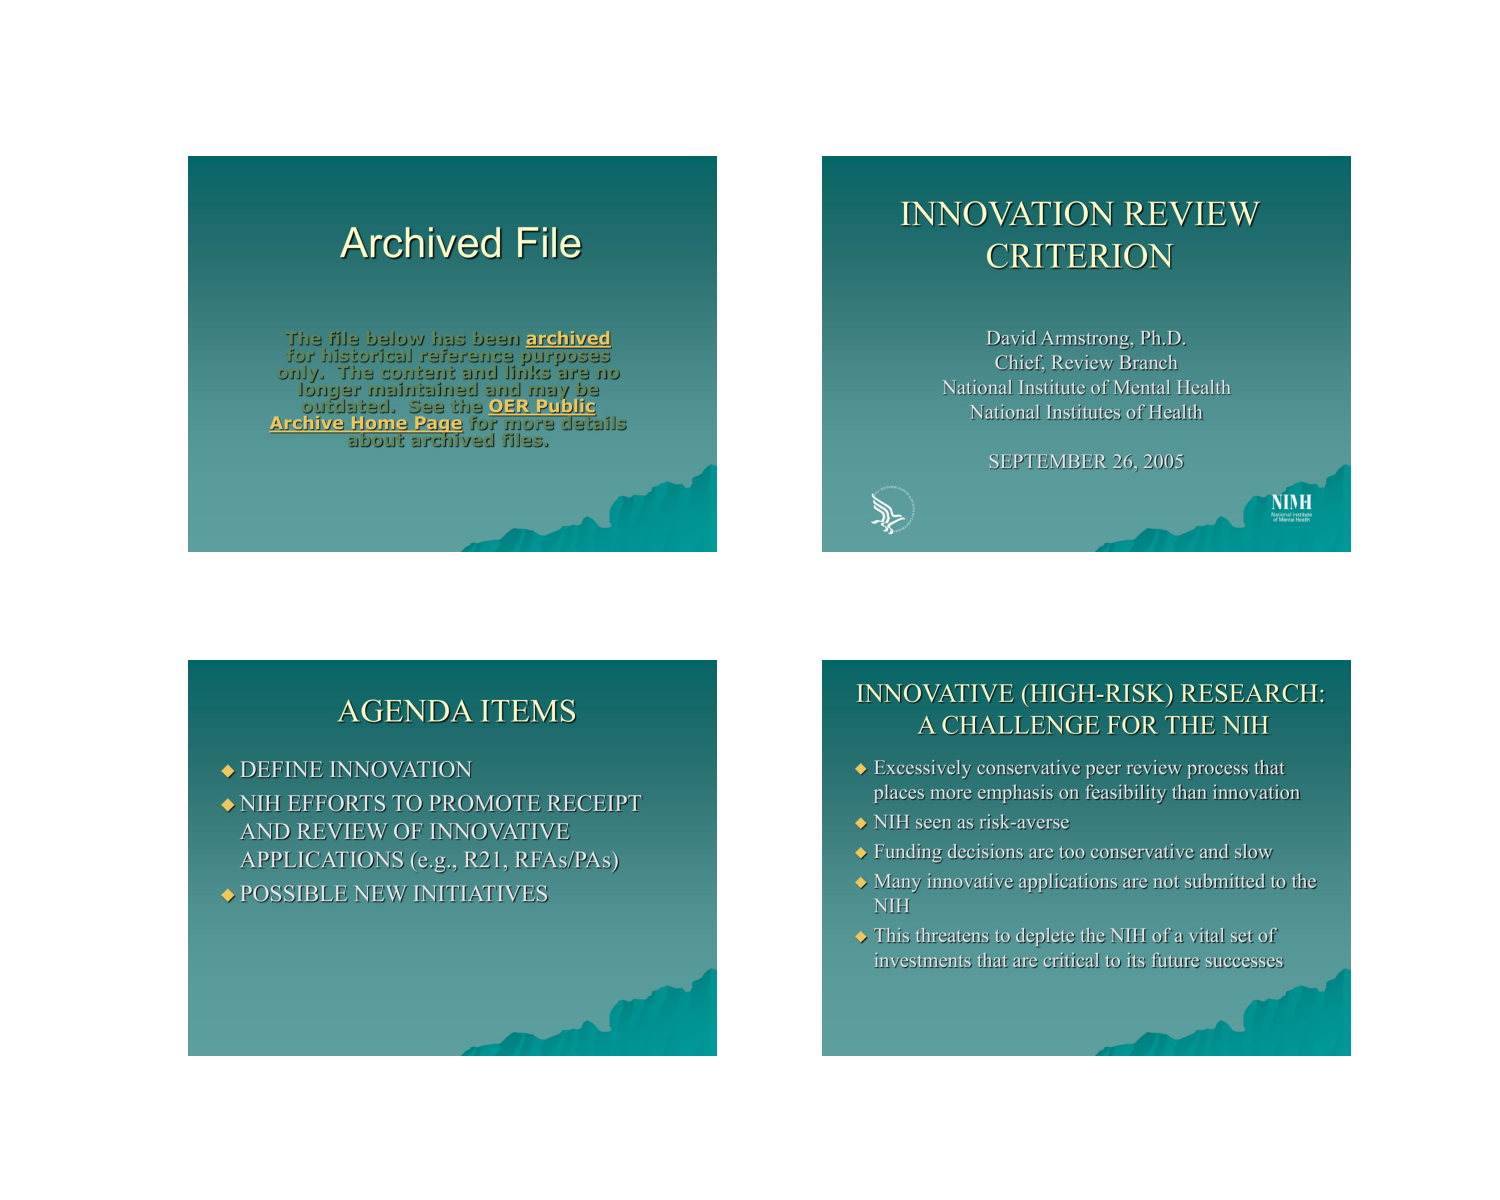 Archived File
The file below has been archived
for historical reference purposes
only. The content and links are no
longer maintained and may be
outdated. See the OER Public
Archive Home Page for more details
about archived files.
INNOVATION REVIEW
CRITERION
David Armstrong, Ph.D.
Chief, Review Branch
National Institute of Mental Health
National Institutes of Health
SEPTEMBER 26, 2005
NIMH
National Institute
of Mental Health
AGENDA ITEMS
◆ DEFINE INNOVATION
◆ NIH EFFORTS TO PROMOTE RECEIPT
AND REVIEW OF INNOVATIVE
APPLICATIONS (e.g., R21, RFAs/PAs)
◆ POSSIBLE NEW INITIATIVES
INNOVATIVE (HIGH-RISK) RESEARCH:
A CHALLENGE FOR THE NIH
◆ Excessively conservative peer review process that
places more emphasis on feasibility than innovation
◆ NIH seen as risk-averse
◆ Funding decisions are too conservative and slow
◆ Many innovative applications are not submitted to the
NIH
◆ This threatens to deplete the NIH of a vital set of
investments that are critical to its future successes